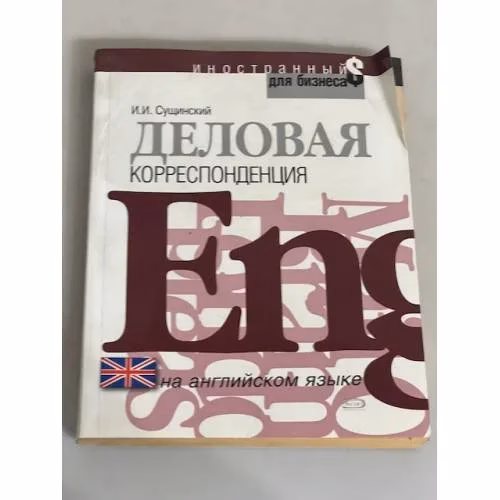 иностранный
для бизнеса
И.И. Сущинский
ДЕЛОВАЯ
КОРРЕСПОНДЕНЦИЯ
Eng
на английском языке